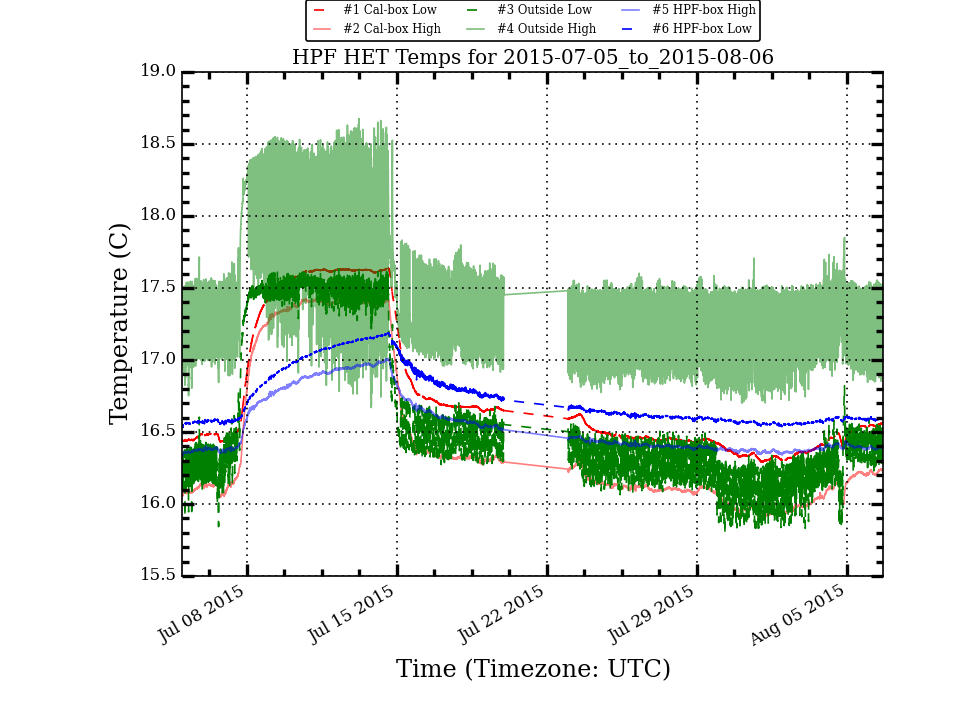 #1 Cal-box Low #3 Outside Low #5 HPF-box High
#2 Cal-box High #4 Outside High #6 HPF-box Low
HPF HET Temps for 2015-07-05_to_2015-08-06
19.0
18.5
18.0
17.5
17.0
16.5
16.0
15.5
Temperature (C)
Jul 08 2015 Jul 15 2015 Jul 22 2015 Jul 29 2015 Aug 05 2015
Time (Timezone: UTC)